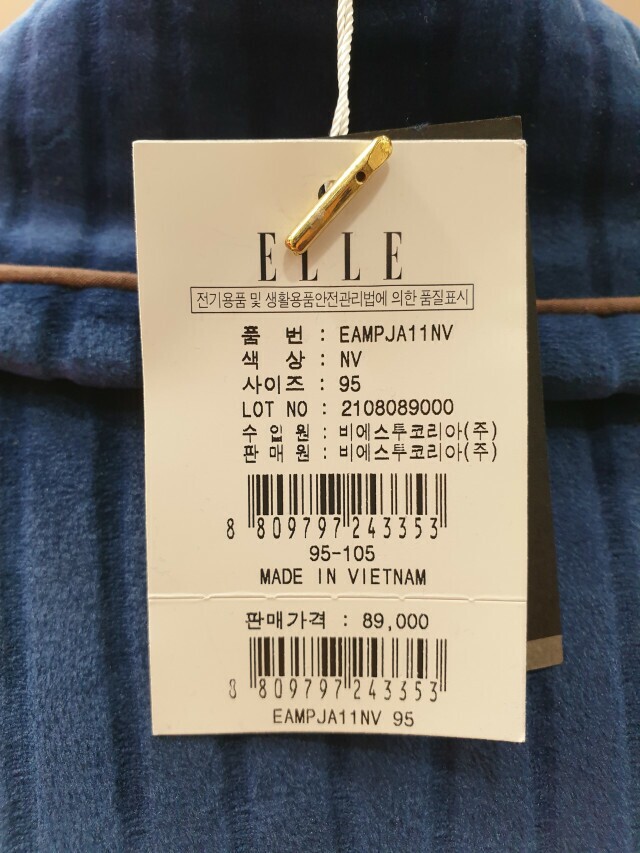 ELLE
전기용품 및 생활용품안전관리법에 의한 품질표시
품 번 : EAMPJA11NV
색 상 : NV
사이즈 : 95
LOT NO : 2108089000
수 입 원 : 비에스투코리아(주)
판 매 원 : 비에스투코리아(주)
8 809797 243353
95-105
MADE IN VIETNAM
판매가격 : 89,000
8 809797 243353
EAMPJA11NV 95